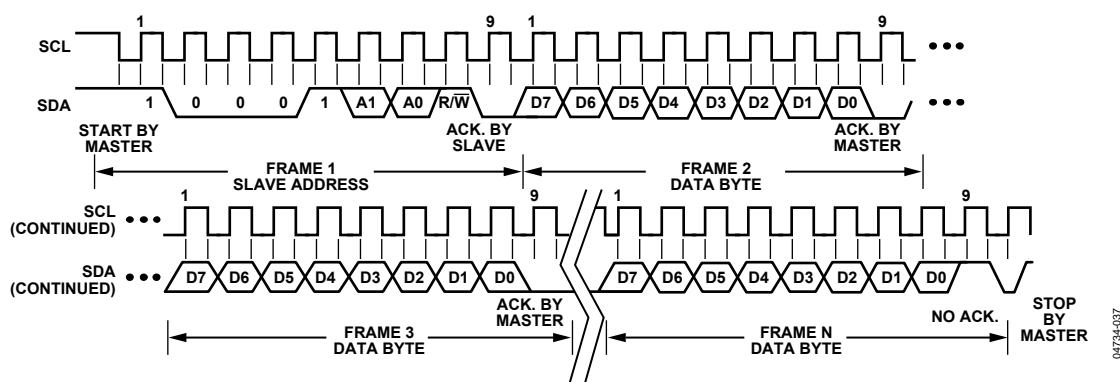 1 9 1 9
SCL
SDA 1 0 0 0 1 A1 A0 R/W̅ D7 D6 D5 D4 D3 D2 D1 D0
START BY MASTER
ACK. BY SLAVE
ACK. BY MASTER
FRAME 1
SLAVE ADDRESS
FRAME 2
DATA BYTE
1 9 1 9
SCL
(CONTINUED)
SDA
(CONTINUED)
D7 D6 D5 D4 D3 D2 D1 D0 D7 D6 D5 D4 D3 D2 D1 D0
ACK. BY
MASTER
NO ACK.
STOP
BY
MASTER
FRAME 3
DATA BYTE
FRAME N
DATA BYTE
04734-037